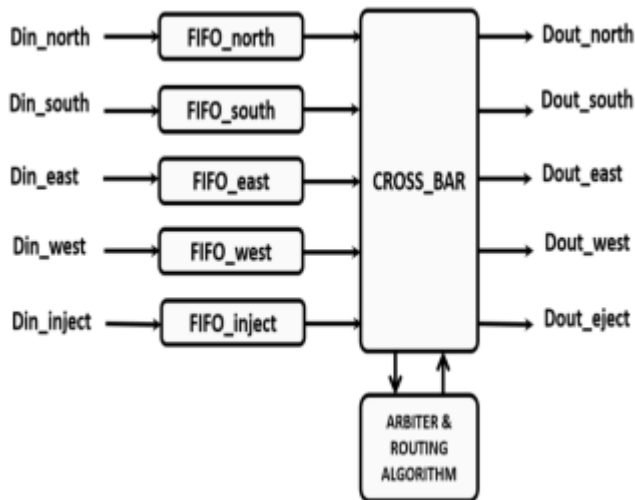 Din_north
FIFO_north
Dout_north
Din_south
FIFO_south
Dout_south
Din_east
FIFO_east
CROSS_BAR
Dout_east
Din_west
FIFO_west
Dout_west
Din_inject
FIFO_inject
Dout_eject
ARBITER &
ROUTING
ALGORITHM